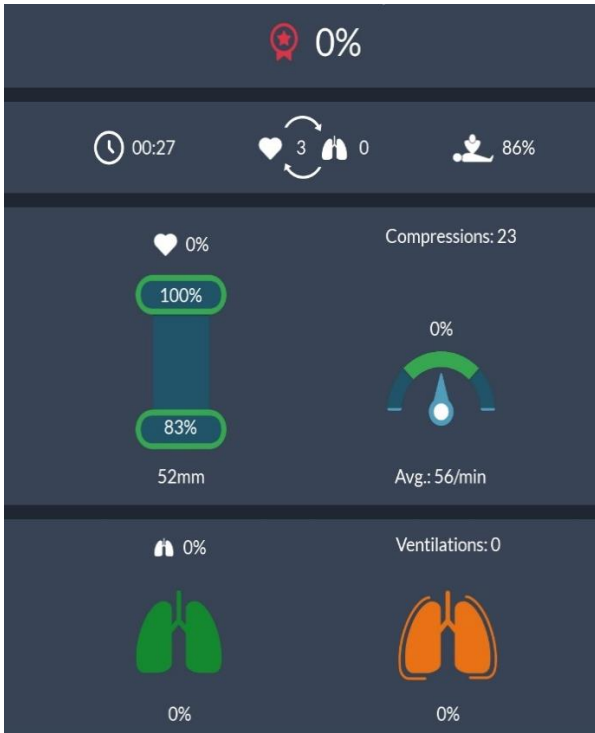 0%
00:27 3 0 86%
0% Compressions: 23
100%
0%
83%
52mm Avg.: 56/min
0% Ventilations: 0
0% 0%